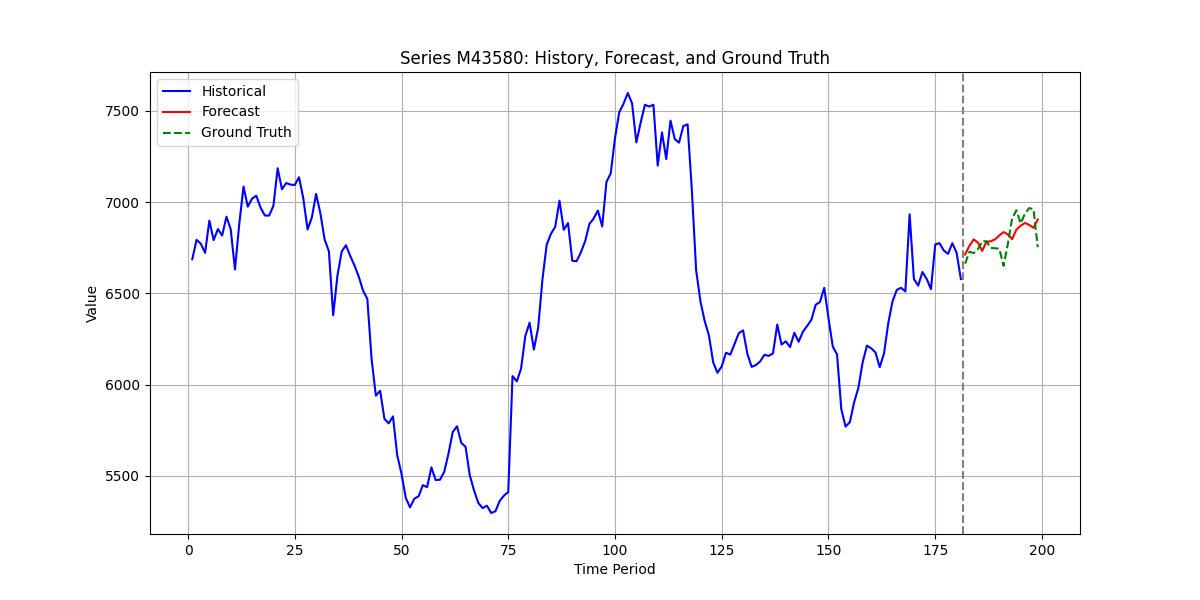 Series M43580: History, Forecast, and Ground Truth
Historical
Forecast
Ground Truth
7500
7000
6500
6000
5500
Value
0 25 50 75 100 125 150 175 200
Time Period